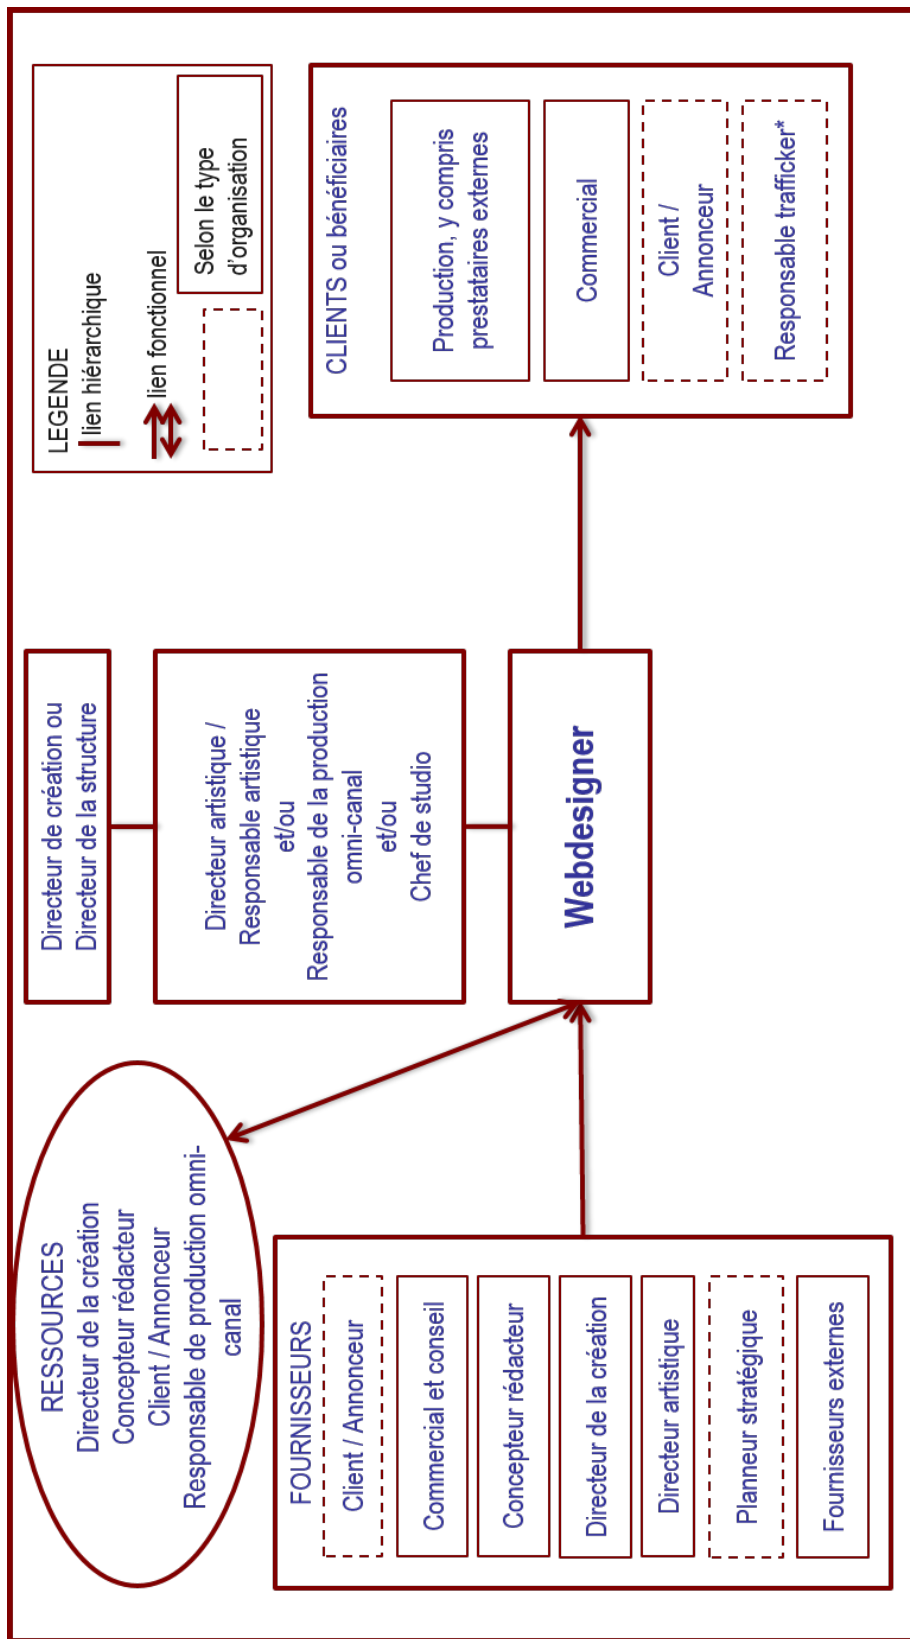 RESSOURCES
Directeur de la création
Concepteur rédacteur
Client / Annonceur
Responsable de production omni-
canal
Directeur de création ou
Directeur de la structure
LEGENDE
lien hiérarchique
lien fonctionnel
Selon le type
d'organisation
Directeur artistique /
Responsable artistique
et/ou
Responsable de la production
omni-canal
et/ou
Chef de studio
FOURNISSEURS
Client / Annonceur
Commercial et conseil
Concepteur rédacteur
Directeur de la création
Directeur artistique
Planneur stratégique
Fournisseurs externes
Webdesigner
CLIENTS ou bénéficiaires
Production, y compris
prestataires externes
Commercial
Client /
Annonceur
Responsable trafficker*